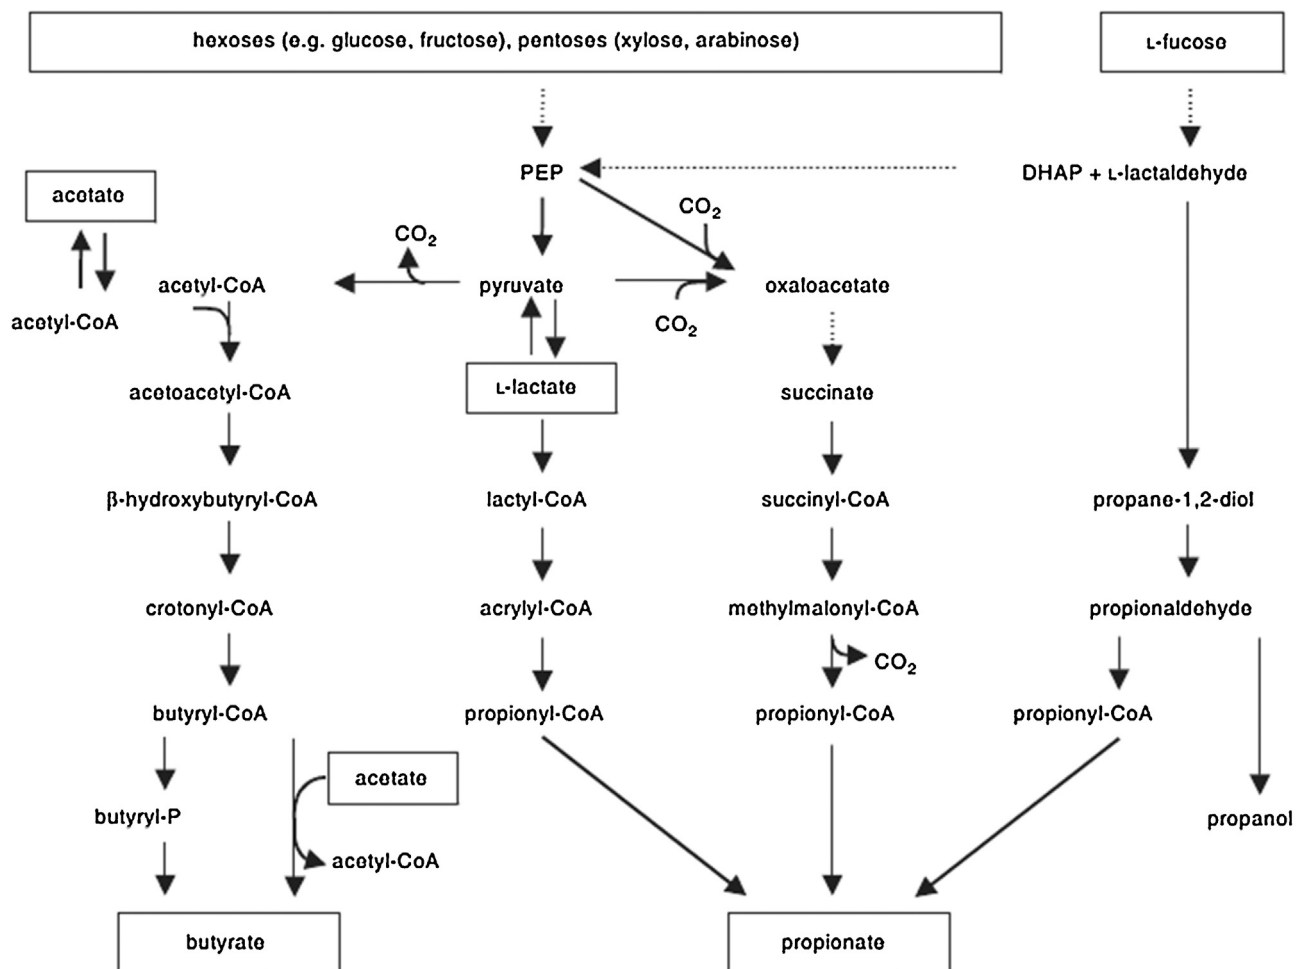 hexoses (e.g. glucose, fructose), pentoses (xylose, arabinose)
L-fucose
PEP
DHAP + L-lactaldehyde
acetate
CO2
CO2
acetyl-CoA
pyruvate
oxaloacetate
acetyl-CoA
CO2
acetoacetyl-CoA
L-lactate
succinate
β-hydroxybutyryl-CoA
lactyl-CoA
succinyl-CoA
propane-1,2-diol
crotonyl-CoA
acrylyl-CoA
methylmalonyl-CoA
propionaldehyde
CO2
butyryl-CoA
propionyl-CoA
propionyl-CoA
propionyl-CoA
acetate
butyryl-P
propanol
acetyl-CoA
butyrate
propionate